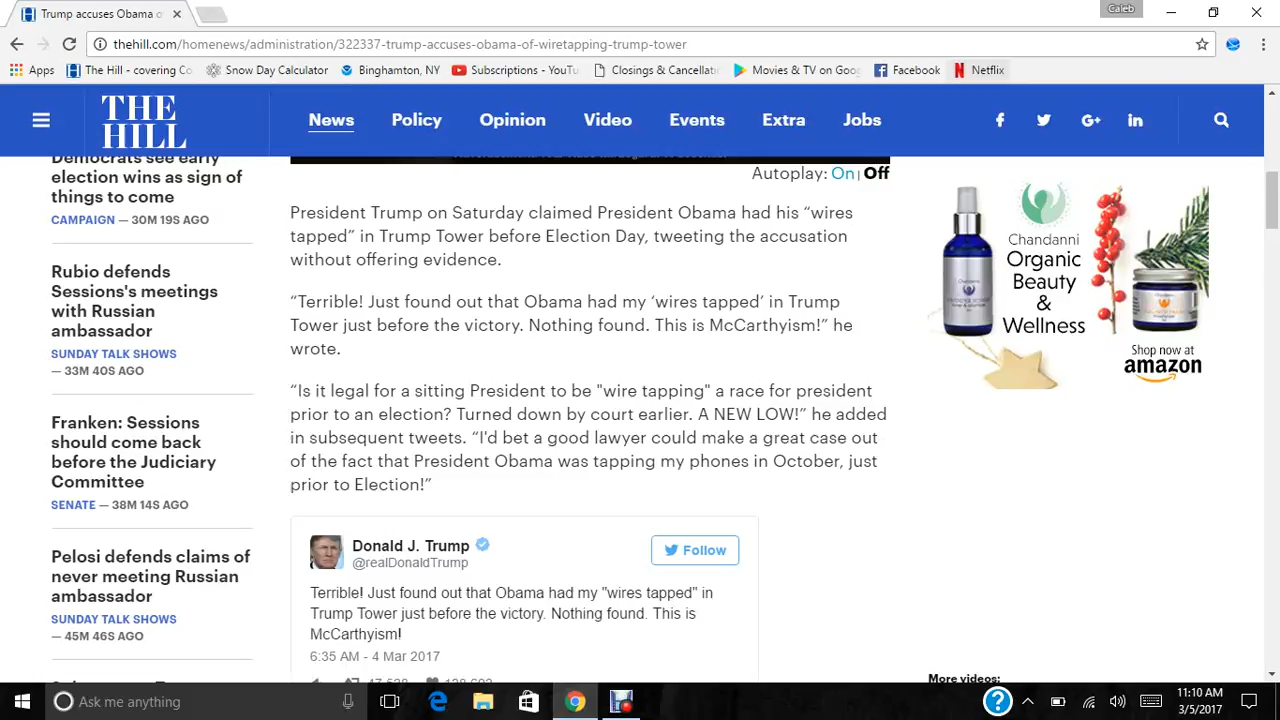 Trump accuses Obama o
Caleb
thehill.com/homenews/administration/322337-trump-accuses-obama-of-wiretapping-trump-tower
Apps
The Hill - covering Co
Snow Day Calculator
Binghamton, NY
Subscriptions - YouTu
Closings & Cancellati
Movies & TV on Goog
Facebook
Netflix
THE
HILL
News
Policy
Opinion
Video
Events
Extra
Jobs
Democrats see early
election wins as sign of
things to come
CAMPAIGN — 30M 19S AGO
Rubio defends
Sessions's meetings
with Russian
ambassador
SUNDAY TALK SHOWS
— 33M 40S AGO
Franken: Sessions
should come back
before the Judiciary
Committee
SENATE — 38M 14S AGO
Pelosi defends claims of
never meeting Russian
ambassador
SUNDAY TALK SHOWS
— 45M 46S AGO
Autoplay: On | Off
President Trump on Saturday claimed President Obama had his “wires
tapped” in Trump Tower before Election Day, tweeting the accusation
without offering evidence.
“Terrible! Just found out that Obama had my ‘wires tapped’ in Trump
Tower just before the victory. Nothing found. This is McCarthyism!” he
wrote.
“Is it legal for a sitting President to be "wire tapping" a race for president
prior to an election? Turned down by court earlier. A NEW LOW!” he added
in subsequent tweets. “I'd bet a good lawyer could make a great case out
of the fact that President Obama was tapping my phones in October, just
prior to Election!”
Donald J. Trump
@realDonaldTrump
Follow
Terrible! Just found out that Obama had my "wires tapped" in
Trump Tower just before the victory. Nothing found. This is
McCarthyism!
6:35 AM - 4 Mar 2017
Chandanni
Organic
Beauty
&
Wellness
Shop now at
amazon
More videos:
Ask me anything
11:10 AM
3/5/2017